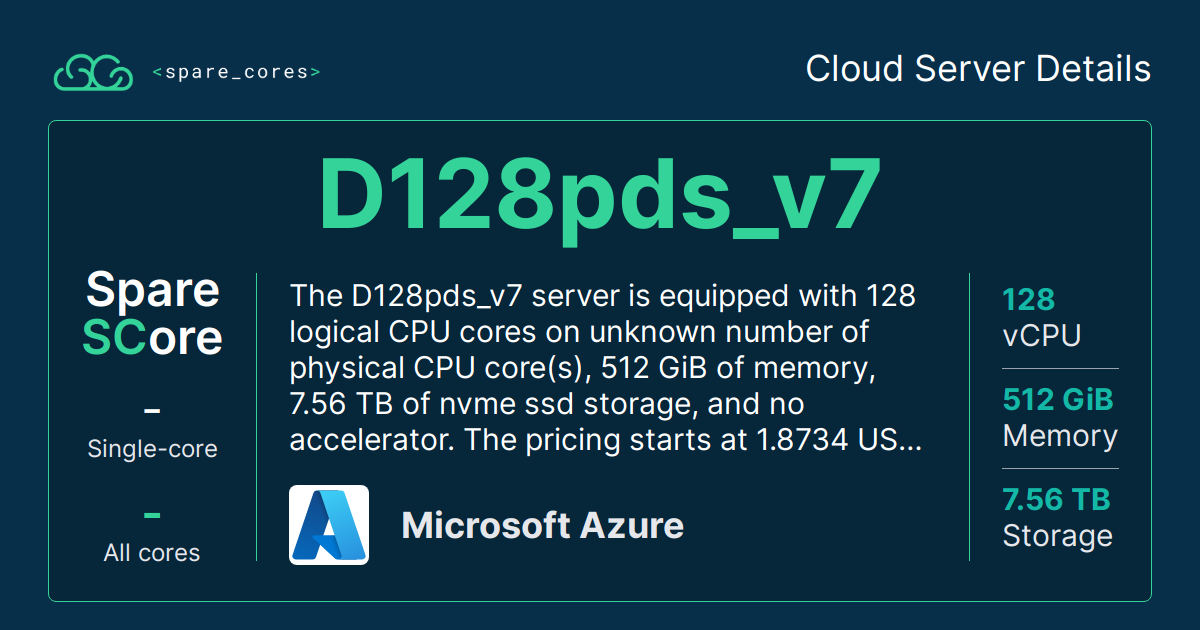 <spare_cores>
Cloud Server Details
D128pds_v7
Spare
SCore
–
Single-core
–
All cores
The D128pds_v7 server is equipped with 128
logical CPU cores on unknown number of
physical CPU core(s), 512 GiB of memory,
7.56 TB of nvme ssd storage, and no
accelerator. The pricing starts at 1.8734 US...
Microsoft Azure
128
vCPU
512 GiB
Memory
7.56 TB
Storage